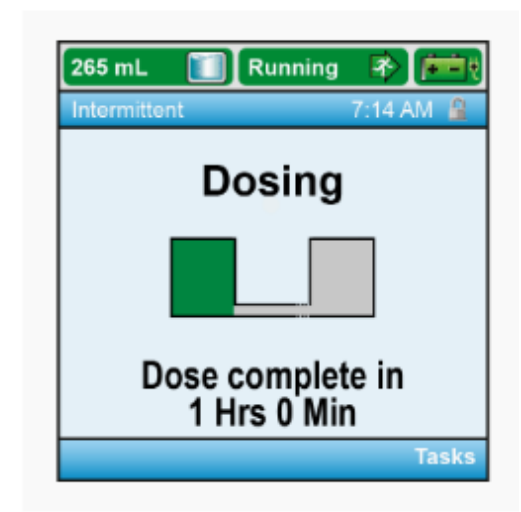 265 mL Running
Intermittent 7:14 AM
Dosing
Dose complete in
1 Hrs 0 Min
Tasks